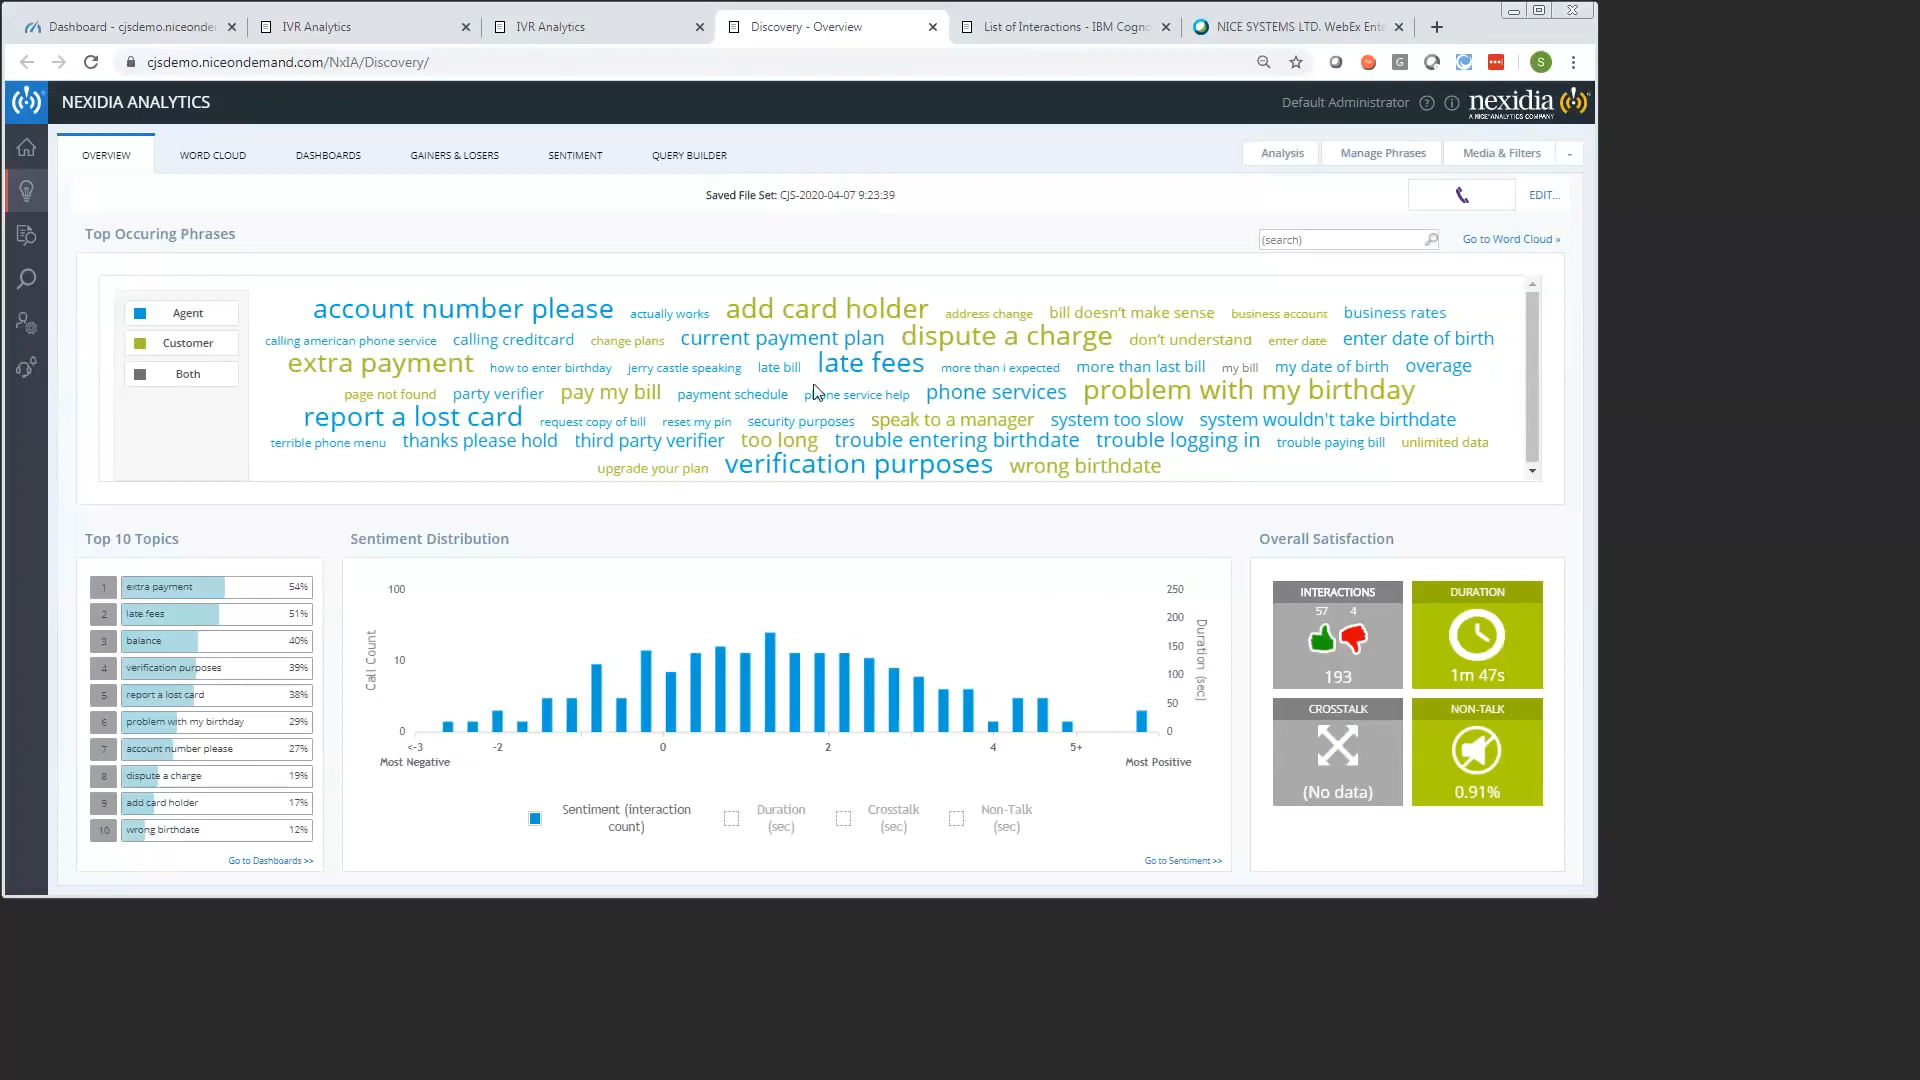 Dashboard - cjsdemo.niceonde
IVR Analytics
IVR Analytics
Discovery - Overview
List of Interactions - IBM Cogno
NICE SYSTEMS LTD. WebEx Ente
cjsdemo.niceondemand.com/NxIA/Discovery/
G
S
NEXIDIA ANALYTICS
Default Administrator
nexidia
A NICE ANALYTICS COMPANY
OVERVIEW
WORD CLOUD
DASHBOARDS
GAINERS & LOSERS
SENTIMENT
QUERY BUILDER
Analysis
Manage Phrases
Media & Filters
-
Saved File Set: CJS-2020-04-07 9:23:39
EDIT...
Top Occuring Phrases
(search)
Go to Word Cloud »
Agent
Customer
Both
account number please actually works add card holder address change bill doesn't make sense business account business rates
calling american phone service calling creditcard change plans current payment plan dispute a charge don't understand enter date enter date of birth
extra payment how to enter birthday jerry castle speaking late bill late fees more than i expected more than last bill my bill my date of birth overage
page not found party verifier pay my bill payment schedule phone service help phone services problem with my birthday
report a lost card request copy of bill reset my pin security purposes speak to a manager system too slow system wouldn't take birthdate
terrible phone menu thanks please hold third party verifier too long trouble entering birthdate trouble logging in trouble paying bill unlimited data
upgrade your plan verification purposes wrong birthdate
Top 10 Topics
1 extra payment 54%
2 late fees 51%
3 balance 40%
4 verification purposes 39%
5 report a lost card 38%
6 problem with my birthday 29%
7 account number please 27%
8 dispute a charge 19%
9 add card holder 17%
10 wrong birthdate 12%
Go to Dashboards >>
Sentiment Distribution
100
10
0
Call Count
250
200
150
100
50
0
Duration (sec)
<-3 -2 0 2 4 5+
Most Negative
Most Positive
Sentiment (interaction count)
Duration (sec)
Crosstalk (sec)
Non-Talk (sec)
Go to Sentiment >>
Overall Satisfaction
INTERACTIONS
57 4
193
DURATION
1m 47s
CROSSTALK
(No data)
NON-TALK
0.91%